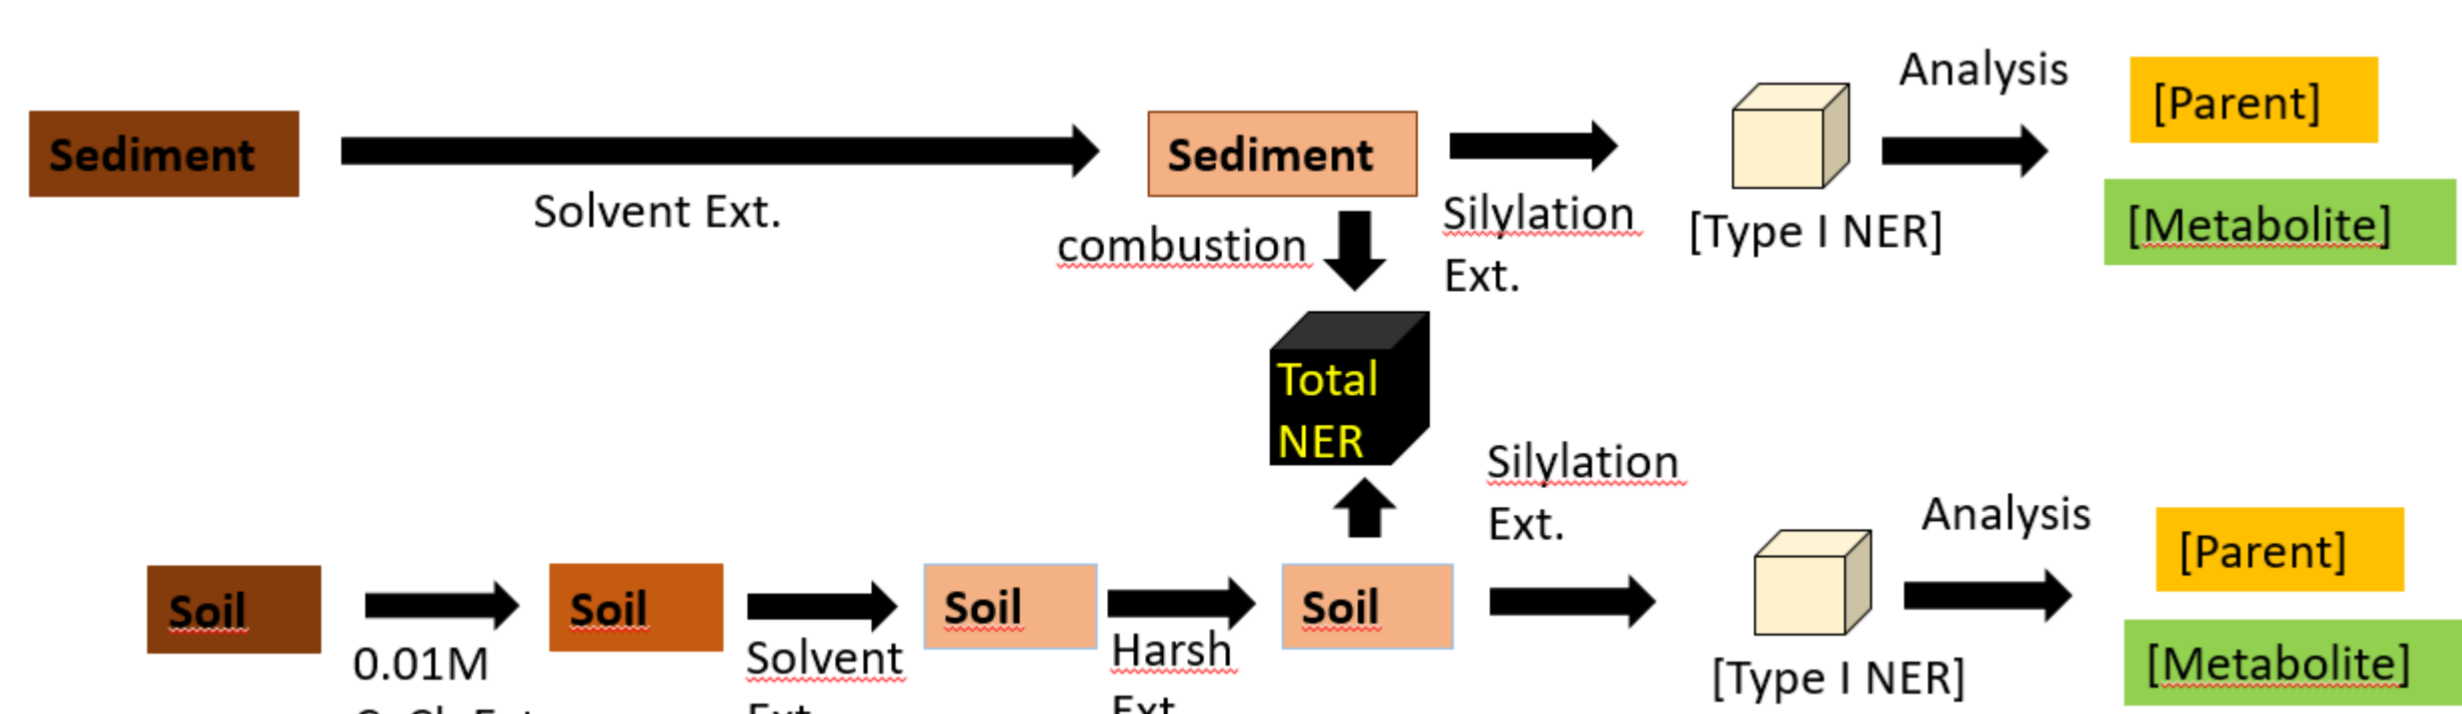 Analysis
[Parent]
Sediment
Sediment
Solvent Ext.
combustion
Silylation
Ext.
[Type I NER]
[Metabolite]
Total
NER
Silylation
Ext.
Analysis
[Parent]
Soil
Soil
Soil
Soil
0.01M
Solvent
Harsh
[Type I NER]
[Metabolite]